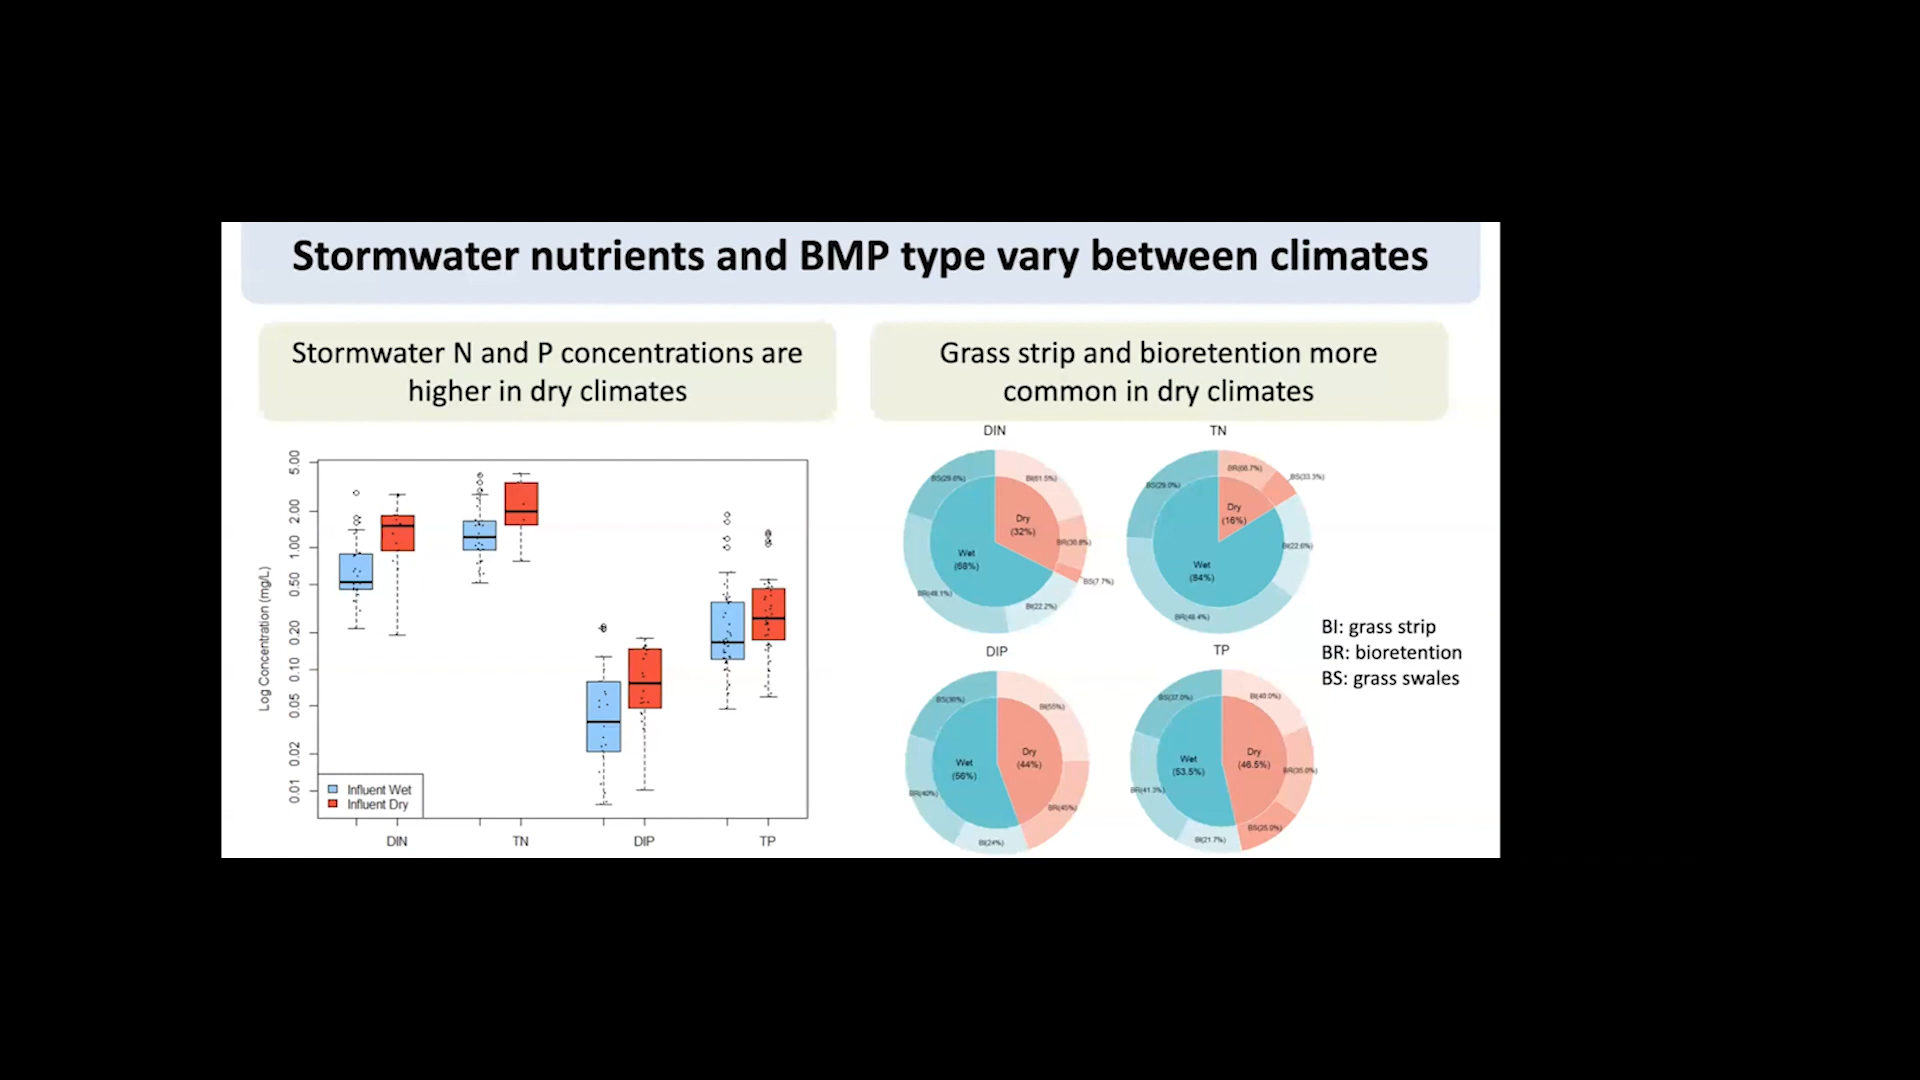 Stormwater nutrients and BMP type vary between climates
Stormwater N and P concentrations are
higher in dry climates
Grass strip and bioretention more
common in dry climates
Log Concentration (mg/L)
5.00
2.00
1.00
0.50
0.20
0.10
0.05
0.02
0.01
Influent Wet
Influent Dry
DIN
TN
DIP
TP
DIN
BS(29.6%)
BI(61.5%)
Dry
(32%)
BR(30.8%)
Wet
(68%)
BS(7.7%)
BR(48.1%)
BI(22.2%)
TN
BR(66.7%)
BS(33.3%)
BS(29.0%)
Dry
(16%)
BI(22.6%)
Wet
(84%)
BR(48.4%)
BI: grass strip
BR: bioretention
BS: grass swales
DIP
BS(36%)
BI(55%)
Dry
(44%)
Wet
(56%)
BR(40%)
BR(45%)
BI(24%)
TP
BS(37.0%)
BI(40.0%)
Dry
(46.5%)
Wet
(53.5%)
BR(35.0%)
BR(41.3%)
BS(25.0%)
BI(21.7%)